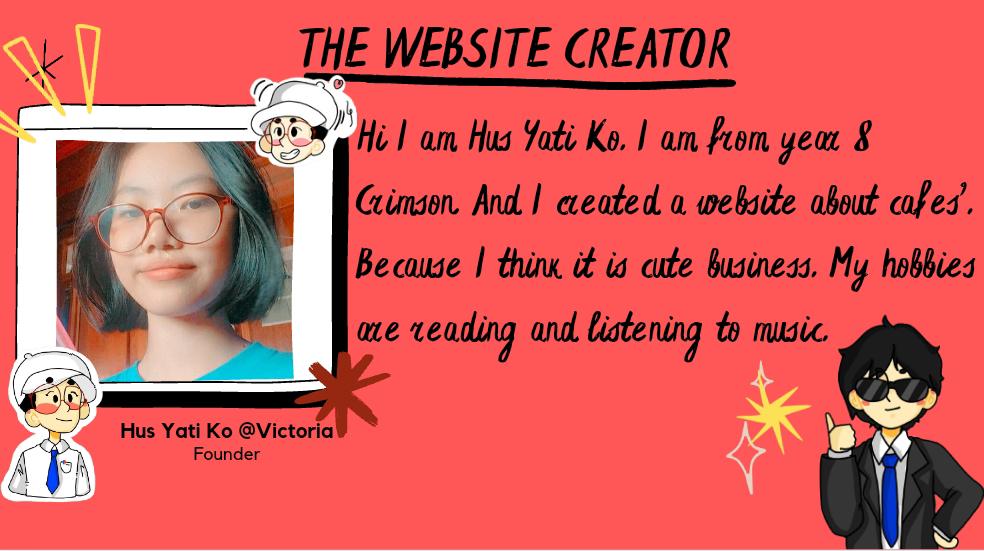 THE WEBSITE CREATOR
Hi I am Hus Yati Ko. I am from year 8
Crimson. And I created a website about cafes'.
Because I think it is cute business. My hobbies
are reading and listening to music.
Hus Yati Ko @Victoria
Founder